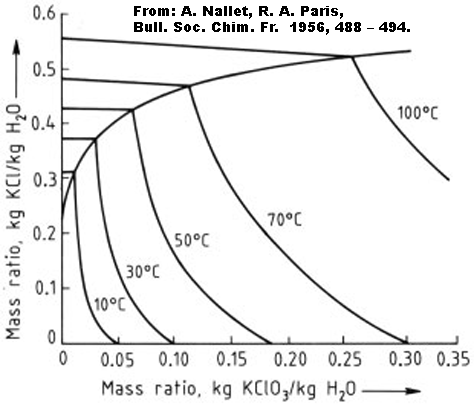 From: A. Nallet, R. A. Paris,
Bull. Soc. Chim. Fr. 1956, 488 – 494.
Mass ratio, kg KCl/kg H₂O
0.6
0.5
0.4
0.3
0.2
0.1
0
100°C
70°C
50°C
30°C
10°C
0 0.05 0.10 0.15 0.20 0.25 0.30 0.35
Mass ratio, kg KClO₃/kg H₂O